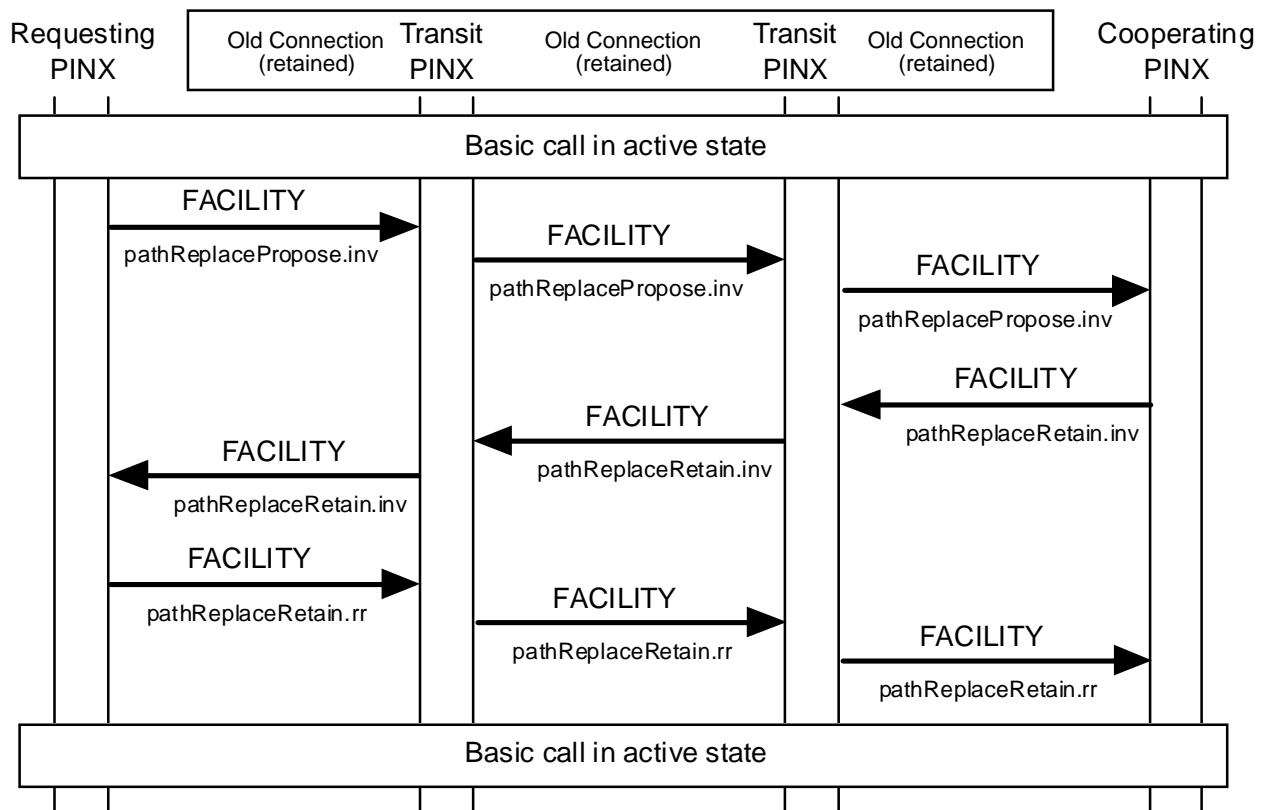 Requesting
PINX
Old Connection
(retained)
Transit
PINX
Old Connection
(retained)
Transit
PINX
Old Connection
(retained)
Cooperating
PINX
Basic call in active state
FACILITY
pathReplacePropose.inv
FACILITY
pathReplacePropose.inv
FACILITY
pathReplacePropose.inv
FACILITY
pathReplaceRetain.inv
FACILITY
pathReplaceRetain.inv
FACILITY
pathReplaceRetain.inv
FACILITY
pathReplaceRetain.rr
FACILITY
pathReplaceRetain.rr
FACILITY
pathReplaceRetain.rr
Basic call in active state